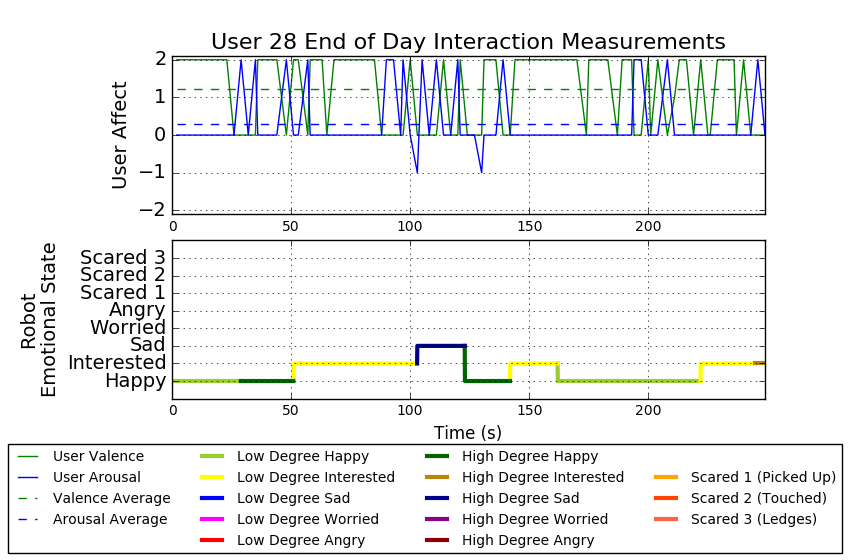 User 28 End of Day Interaction Measurements
User Affect
2
1
0
−1
−2
0 50 100 150 200
Robot
Emotional State
Scared 3
Scared 2
Scared 1
Angry
Worried
Sad
Interested
Happy
0 50 100 150 200
Time (s)
User Valence
User Arousal
Valence Average
Arousal Average
Low Degree Happy
Low Degree Interested
Low Degree Sad
Low Degree Worried
Low Degree Angry
High Degree Happy
High Degree Interested
High Degree Sad
High Degree Worried
High Degree Angry
Scared 1 (Picked Up)
Scared 2 (Touched)
Scared 3 (Ledges)